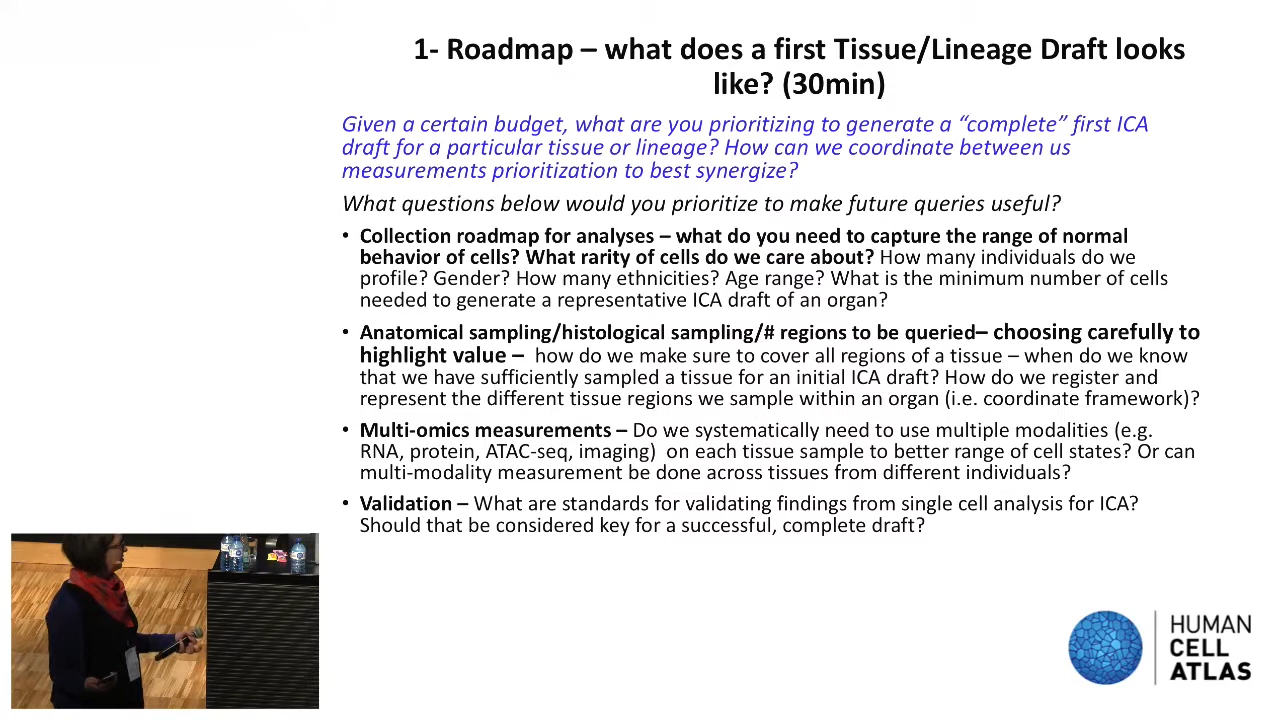 1- Roadmap – what does a first Tissue/Lineage Draft looks
like? (30min)
Given a certain budget, what are you prioritizing to generate a “complete” first ICA
draft for a particular tissue or lineage? How can we coordinate between us
measurements prioritization to best synergize?
What questions below would you prioritize to make future queries useful?
• Collection roadmap for analyses – what do you need to capture the range of normal
behavior of cells? What rarity of cells do we care about? How many individuals do we
profile? Gender? How many ethnicities? Age range? What is the minimum number of cells
needed to generate a representative ICA draft of an organ?
• Anatomical sampling/histological sampling/# regions to be queried– choosing carefully to
highlight value – how do we make sure to cover all regions of a tissue – when do we know
that we have sufficiently sampled a tissue for an initial ICA draft? How do we register and
represent the different tissue regions we sample within an organ (i.e. coordinate framework)?
• Multi-omics measurements – Do we systematically need to use multiple modalities (e.g.
RNA, protein, ATAC-seq, imaging) on each tissue sample to better range of cell states? Or can
multi-modality measurement be done across tissues from different individuals?
• Validation – What are standards for validating findings from single cell analysis for ICA?
Should that be considered key for a successful, complete draft?
HUMAN
CELL
ATLAS